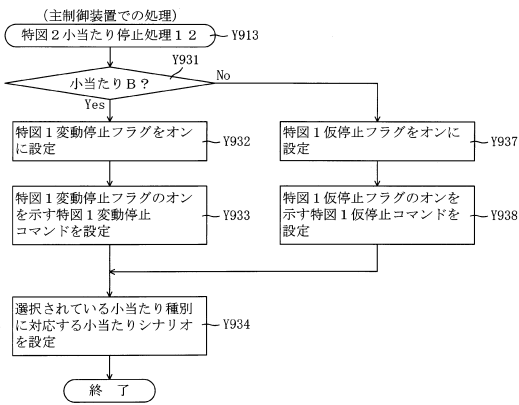 (主制御装置での処理)
特図2小当たり停止処理12
Y913
Y931
小当たりB?
No
Yes
特図1変動停止フラグをオン
に設定
Y932
特図1仮停止フラグをオンに
設定
Y937
特図1変動停止フラグのオン
を示す特図1変動停止
コマンドを設定
Y933
特図1仮停止フラグのオンを
示す特図1仮停止コマンドを
設定
Y938
選択されている小当たり種別
に対応する小当たりシナリオ
を設定
Y934
終 了